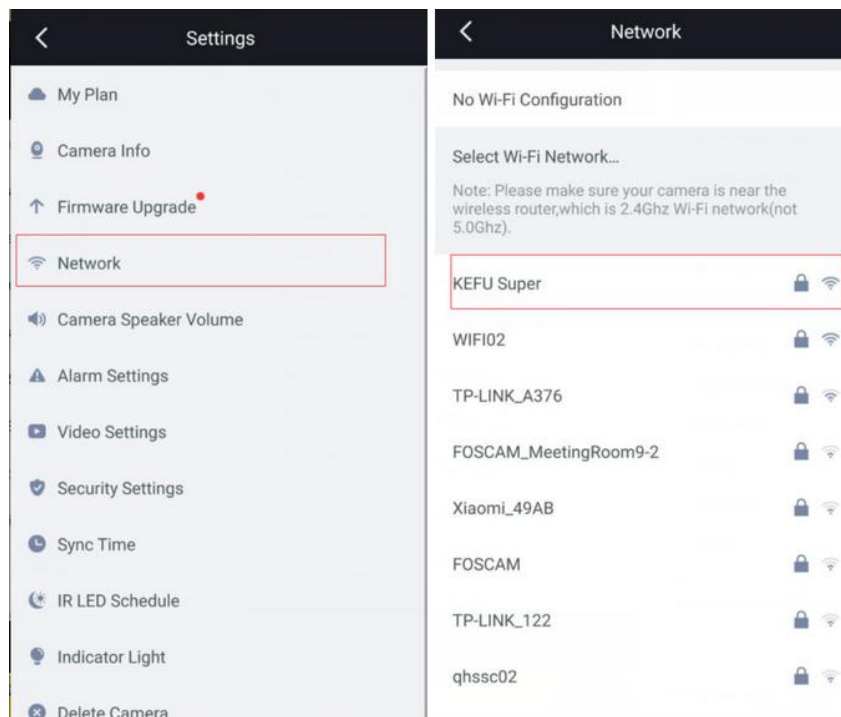 Settings
My Plan
Camera Info
Firmware Upgrade
Network
Camera Speaker Volume
Alarm Settings
Video Settings
Security Settings
Sync Time
IR LED Schedule
Indicator Light
Delete Camera
Network
No Wi-Fi Configuration
Select Wi-Fi Network...
Note: Please make sure your camera is near the
wireless router,which is 2.4Ghz Wi-Fi network(not
5.0Ghz).
KEFU Super
WIFI02
TP-LINK_A376
FOSCAM_MeetingRoom9-2
Xiaomi_49AB
FOSCAM
TP-LINK_122
qhssc02